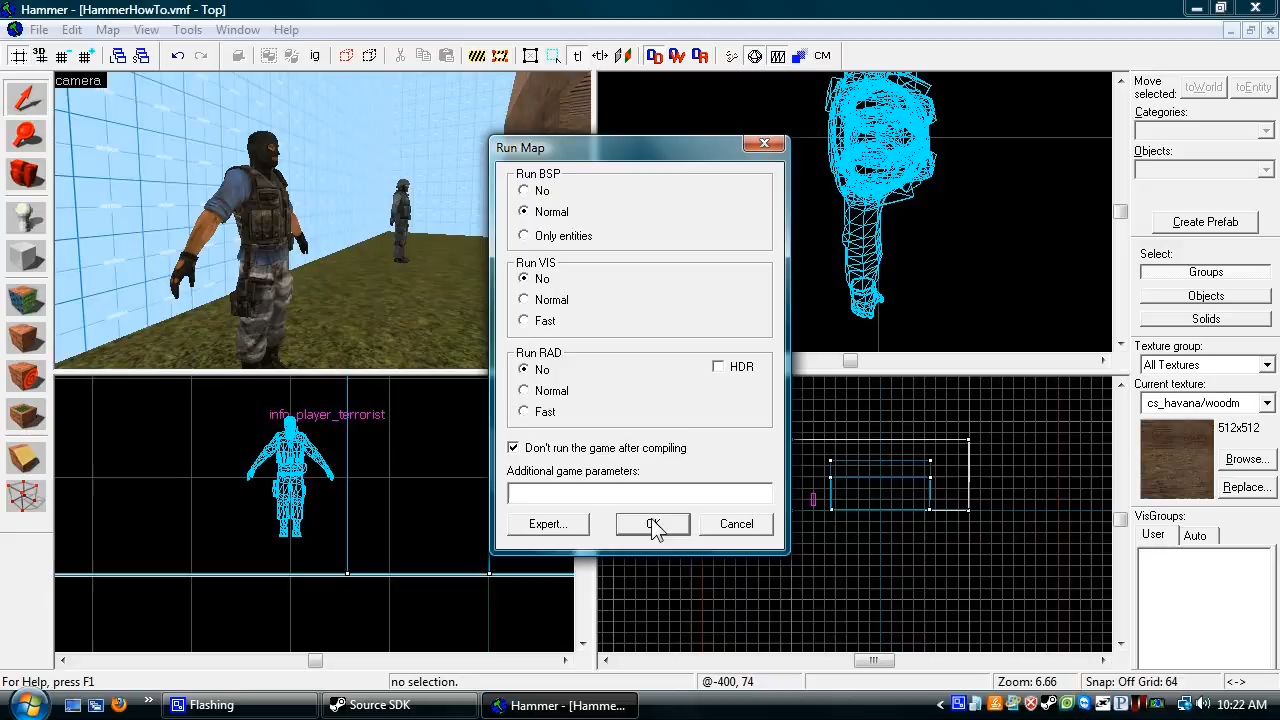 Hammer - [HammerHowTo.vmf - Top]
File Edit Map View Tools Window Help
3D
ig
tl
CM
camera
Move
selected:
toWorld
toEntity
Categories:
Objects:
Create Prefab
Select:
Groups
Objects
Solids
Texture group:
All Textures
Current texture:
cs_havana/woodm
512x512
Browse...
Replace...
VisGroups:
User
Auto
Run Map
Run BSP
No
Normal
Only entities
Run VIS
No
Normal
Fast
Run RAD
HDR
No
Normal
Fast
Don't run the game after compiling
Additional game parameters:
Expert...
Cancel
info_player_terrorist
For Help, press F1
no selection.
@-400, 74
Zoom: 6.66
Snap: Off Grid: 64
<->
Flashing
Source SDK
Hammer - [Hamme...
10:22 AM